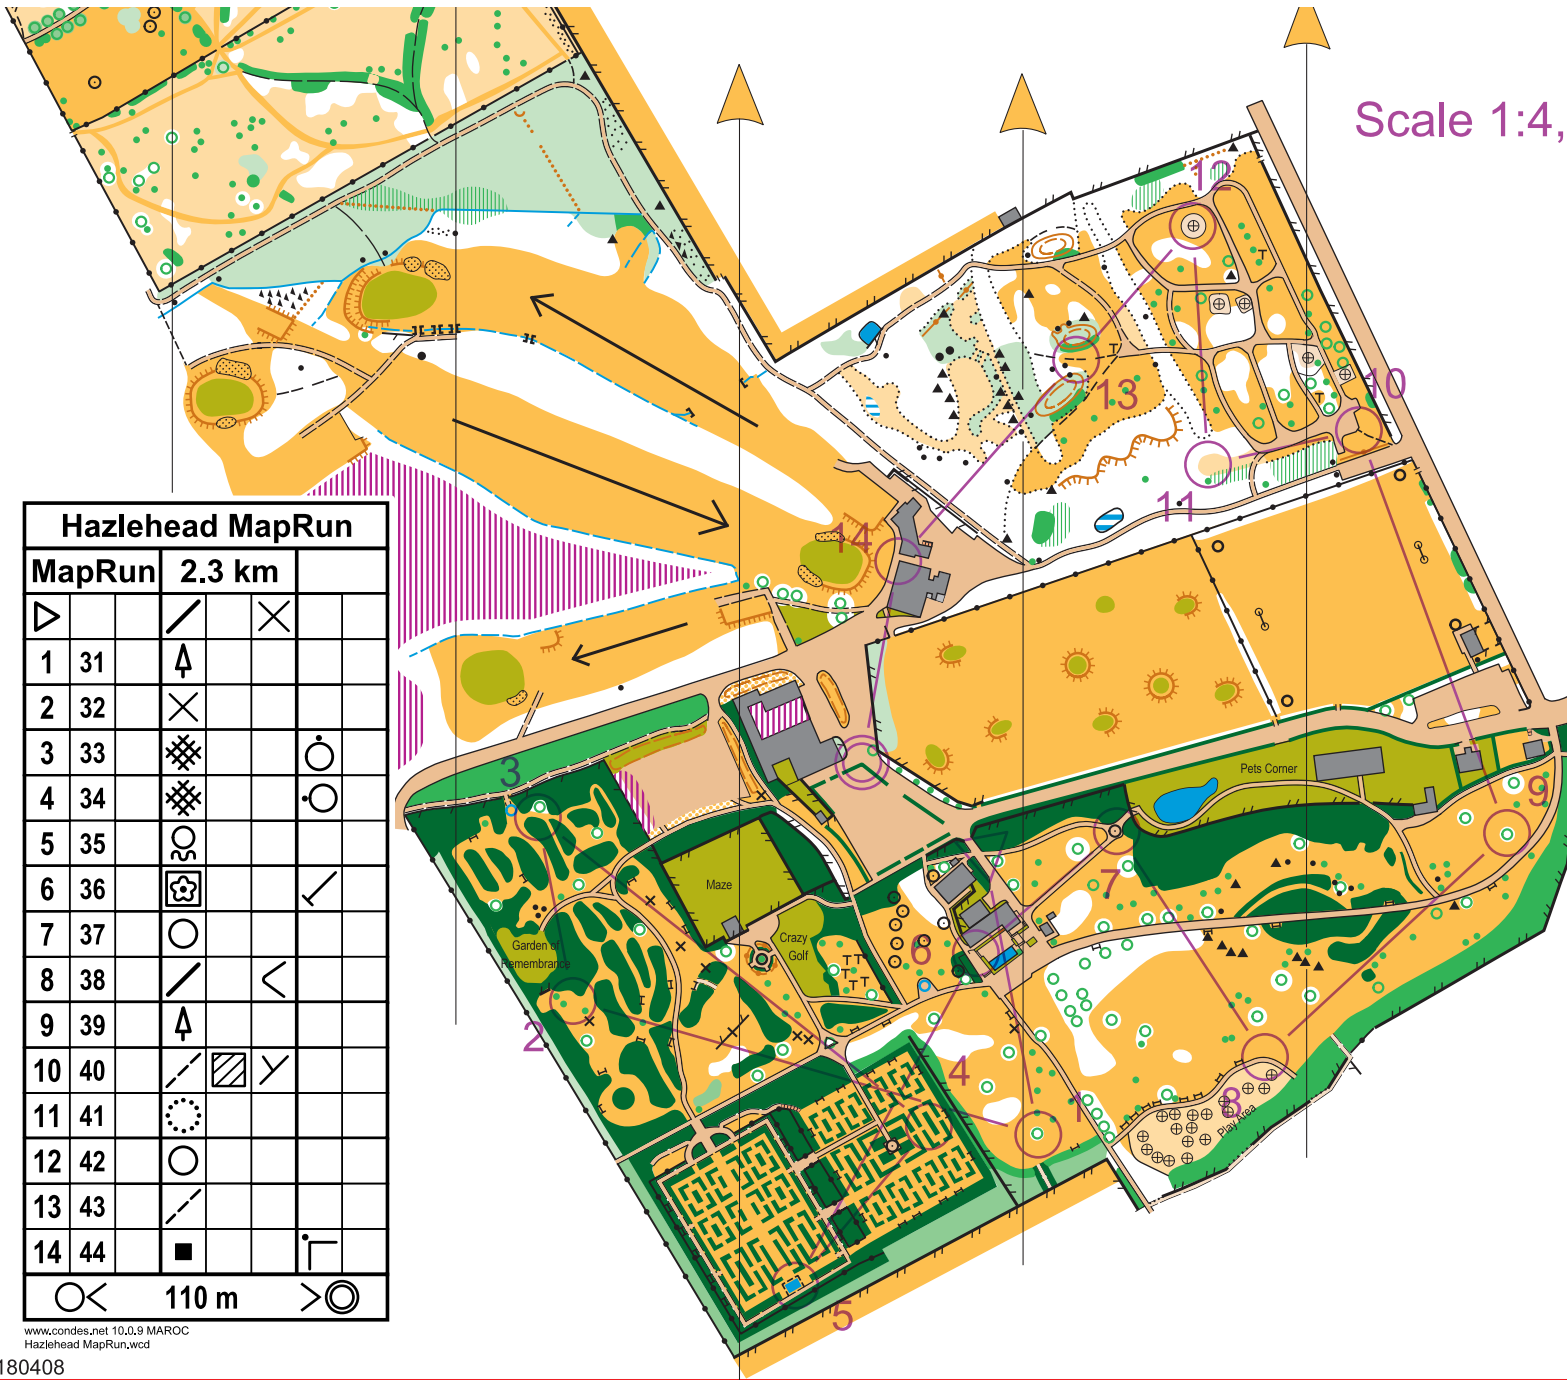 Scale 1:4,
12
10
13
11
14
Hazlehead MapRun
MapRun 2.3 km
1 31
2 32
3 33
4 34
5 35
6 36
7 37
8 38
9 39
10 40
11 41
12 42
13 43
14 44
110 m
3
Pets Corner
9
Maze
7
Crazy
Golf
Garden of
Remembrance
6
2
4
1
8
Play Area
5
www.condes.net 10.0.9 MAROC
Hazlehead MapRun.wcd
180408